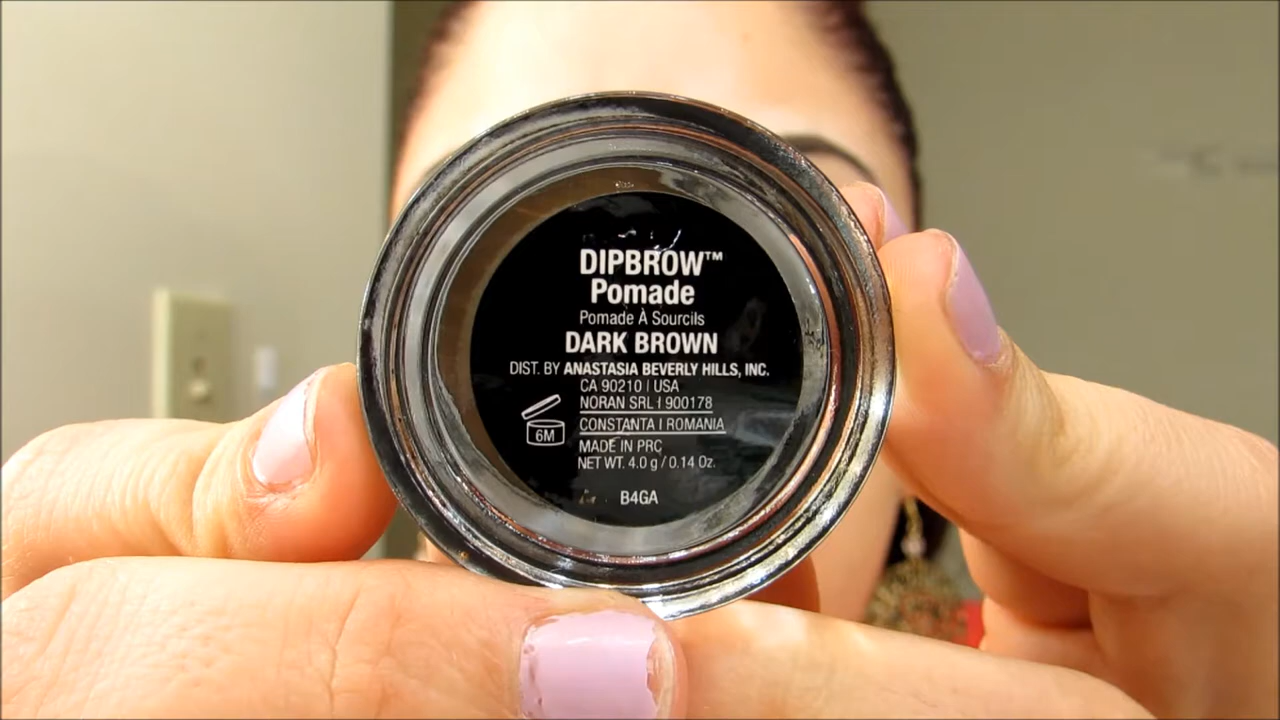 DIPBROW™
Pomade
Pomade À Sourcils
DARK BROWN
DIST. BY ANASTASIA BEVERLY HILLS, INC.
CA 90210 | USA
NORAN SRL | 900178
CONSTANTA | ROMANIA
6M
MADE IN PRC
NET WT. 4.0 g / 0.14 Oz.
B4GA